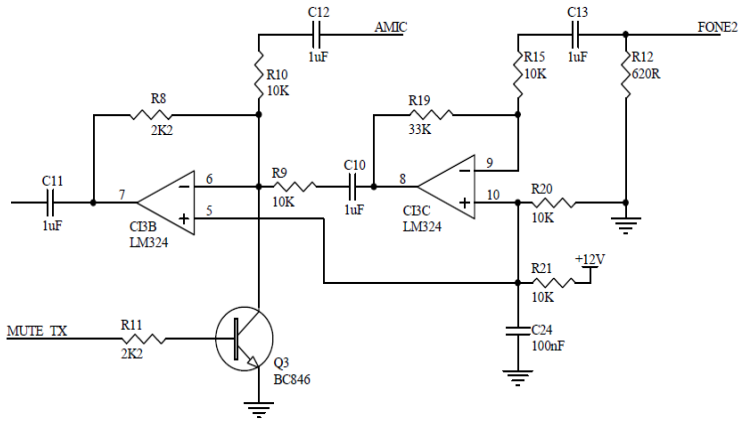 C12
AMIC
1uF
C13
FONE2
1uF
R10
10K
R15
10K
R12
620R
R8
2K2
R19
33K
C11
1uF
7
6
5
CI3B
LM324
R9
10K
C10
1uF
8
9
10
CI3C
LM324
R20
10K
R21
10K
+12V
C24
100nF
MUTE_TX
R11
2K2
Q3
BC846